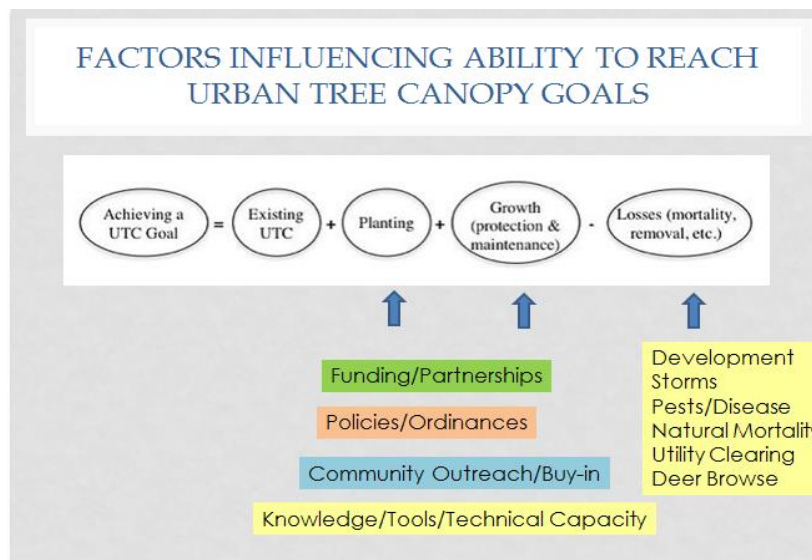 FACTORS INFLUENCING ABILITY TO REACH
URBAN TREE CANOPY GOALS
Achieving a
UTC Goal
=
Existing
UTC
+
Planting
+
Growth
(protection &
maintenance)
-
Losses (mortality,
removal, etc.)
Funding/Partnerships
Policies/Ordinances
Community Outreach/Buy-in
Knowledge/Tools/Technical Capacity
Development
Storms
Pests/Disease
Natural Mortality
Utility Clearing
Deer Browse